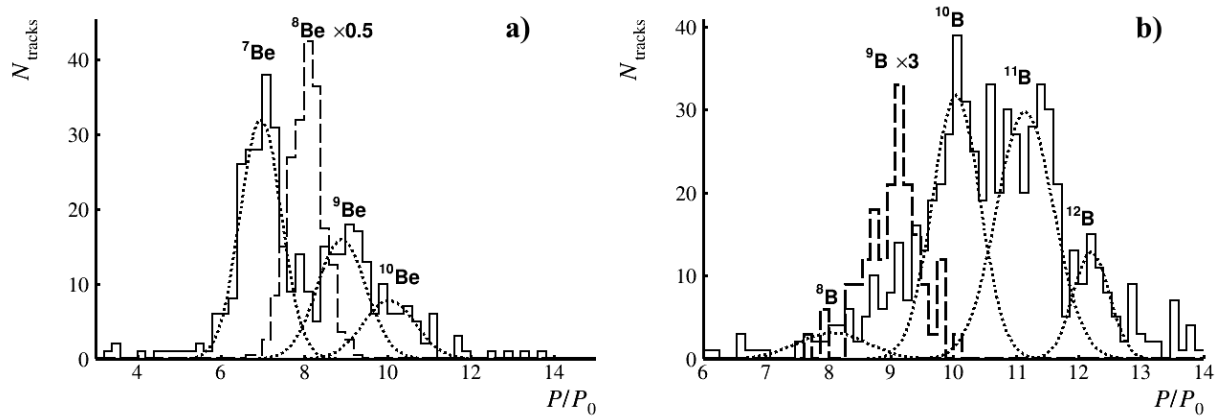 a)
N_tracks
⁷Be
⁸Be ×0.5
⁹Be
¹⁰Be
40
30
20
10
0
4 6 8 10 12 14
P/P₀
b)
N_tracks
⁸B
⁹B ×3
¹⁰B
¹¹B
¹²B
40
30
20
10
0
6 7 8 9 10 11 12 13 14
P/P₀